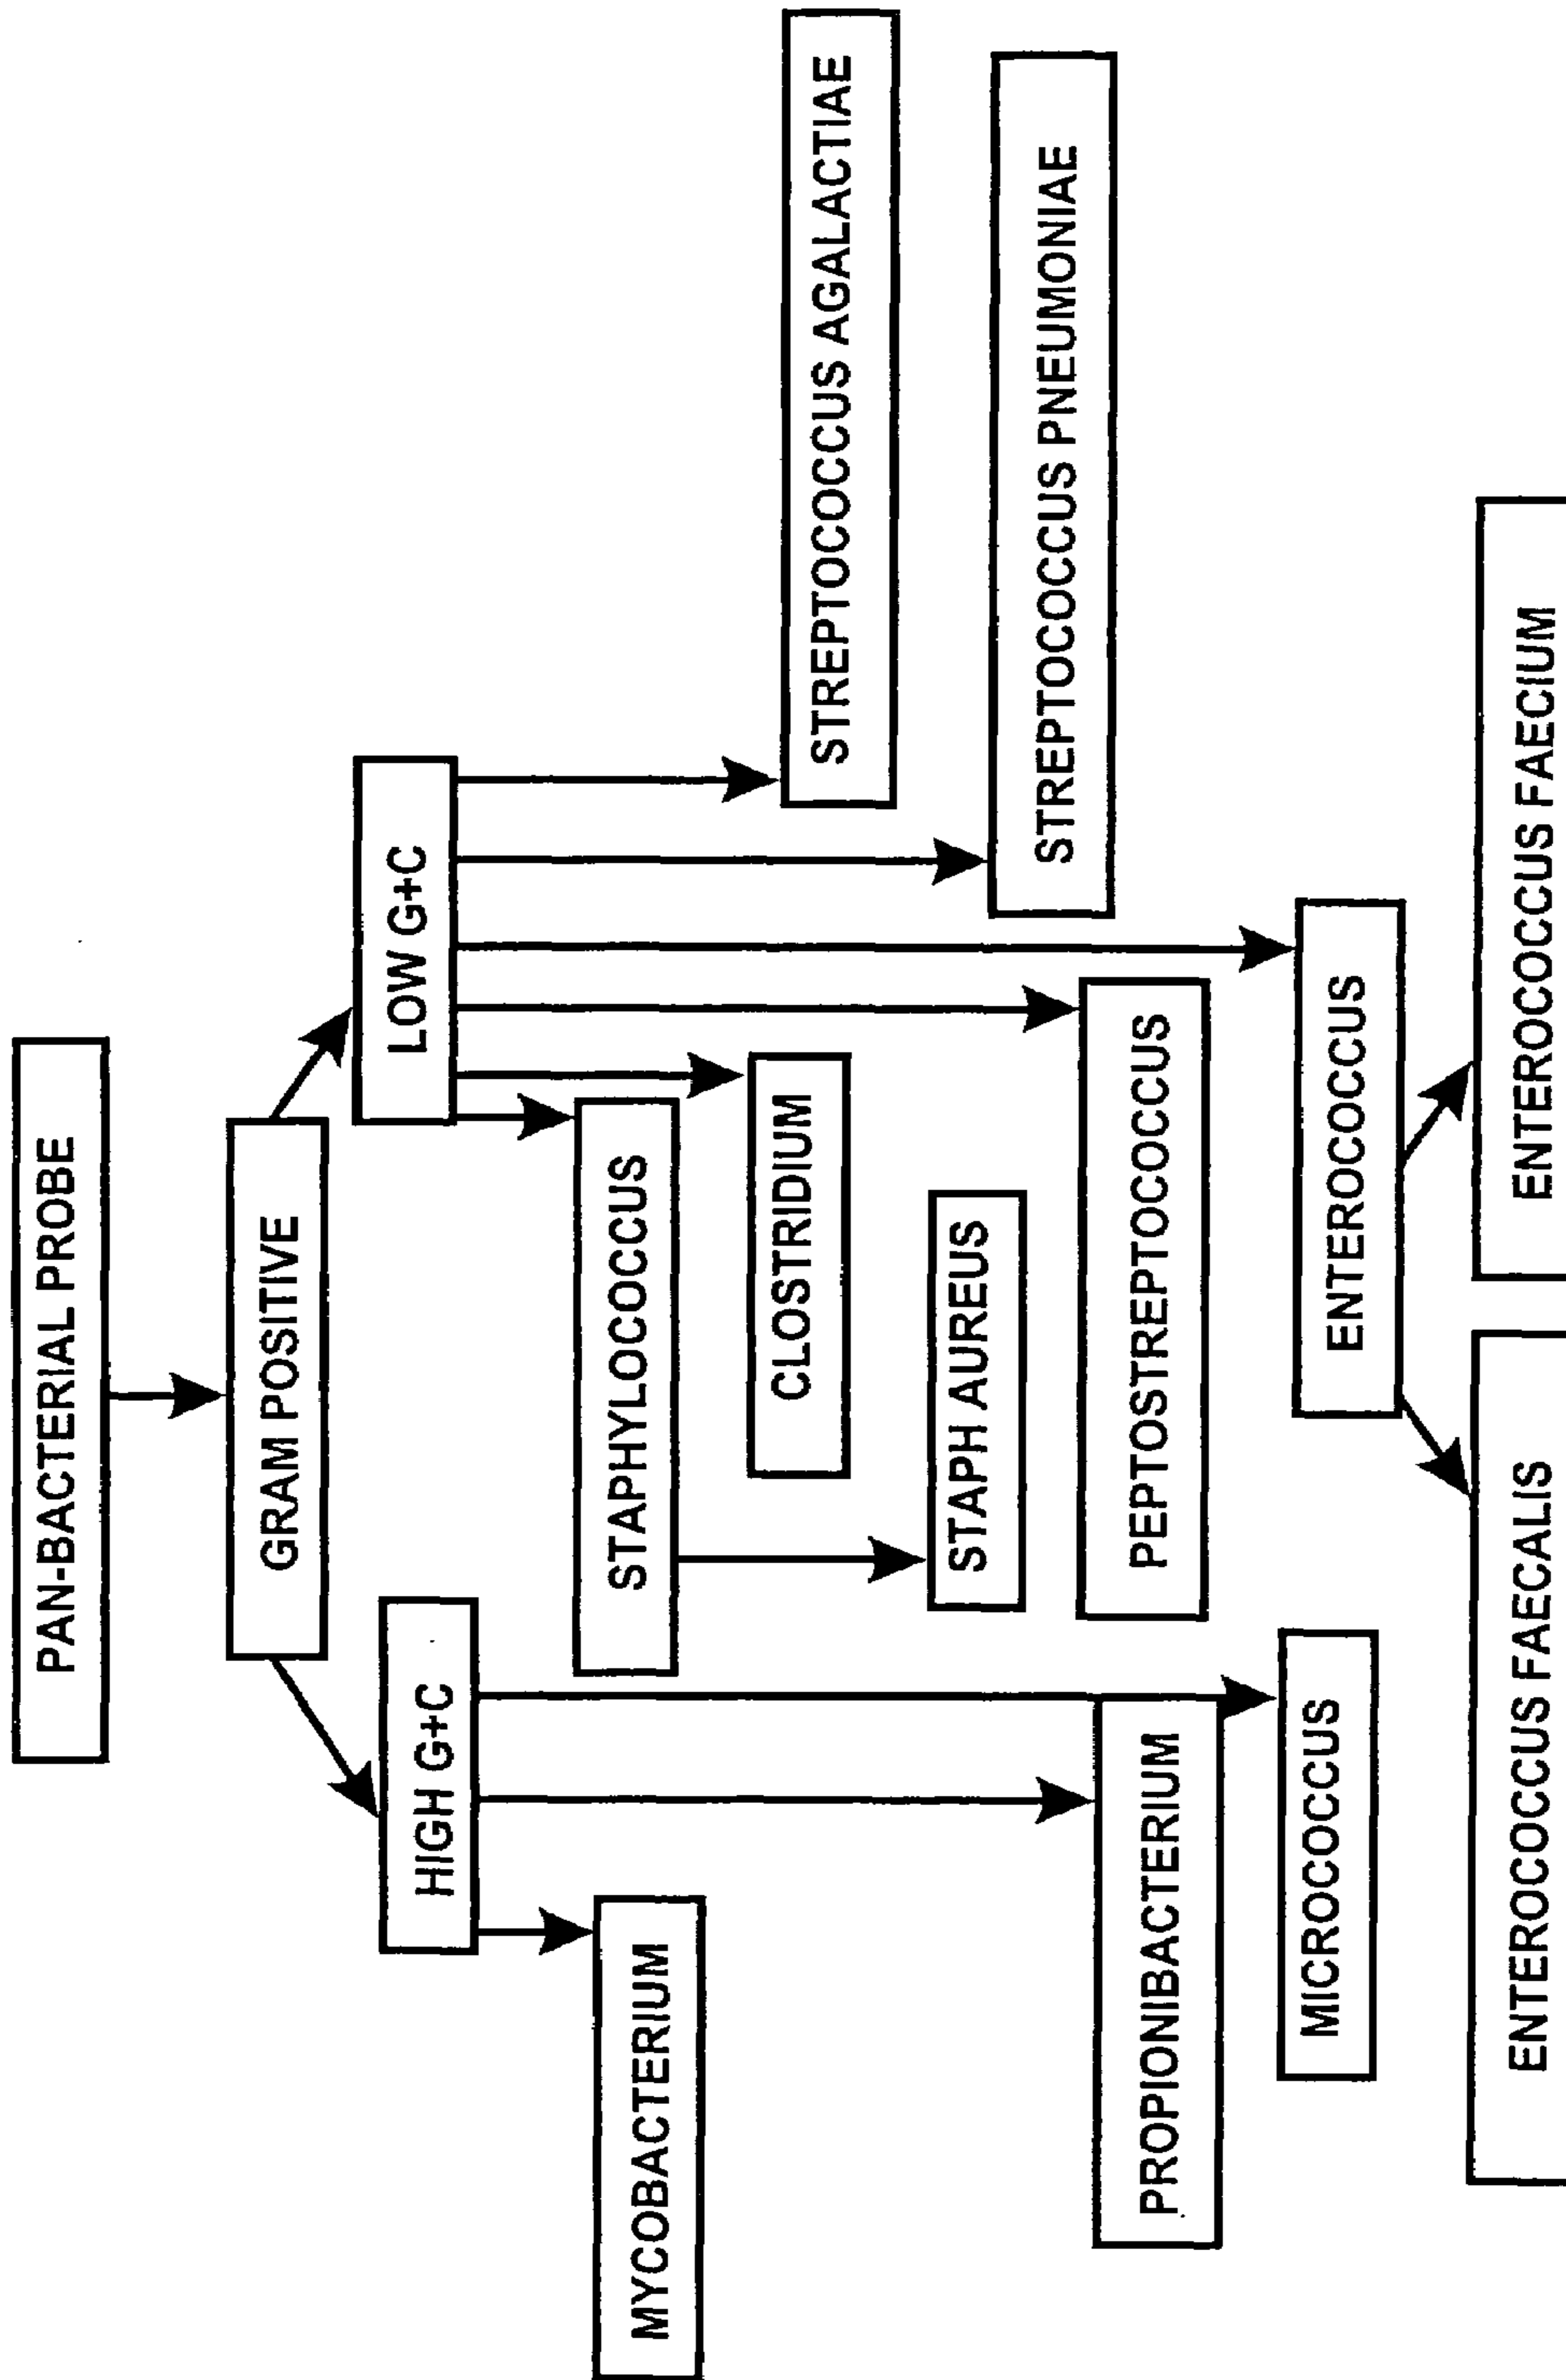 PAN-BACTERIAL PROBE
GRAM POSITIVE
HIGH G+C
LOW G+C
MYCOBACTERIUM
STAPHYLOCOCCUS
CLOSTRIDIUM
STREPTOCOCCUS AGALACTIAE
STAPH AUREUS
STREPTOCOCCUS PNEUMONIAE
PROPIONIBACTERIUM
PEPTOSTREPTOCOCCUS
MICROCOCCUS
ENTEROCOCCUS
ENTEROCOCCUS FAECALIS
ENTEROCOCCUS FAECIUM